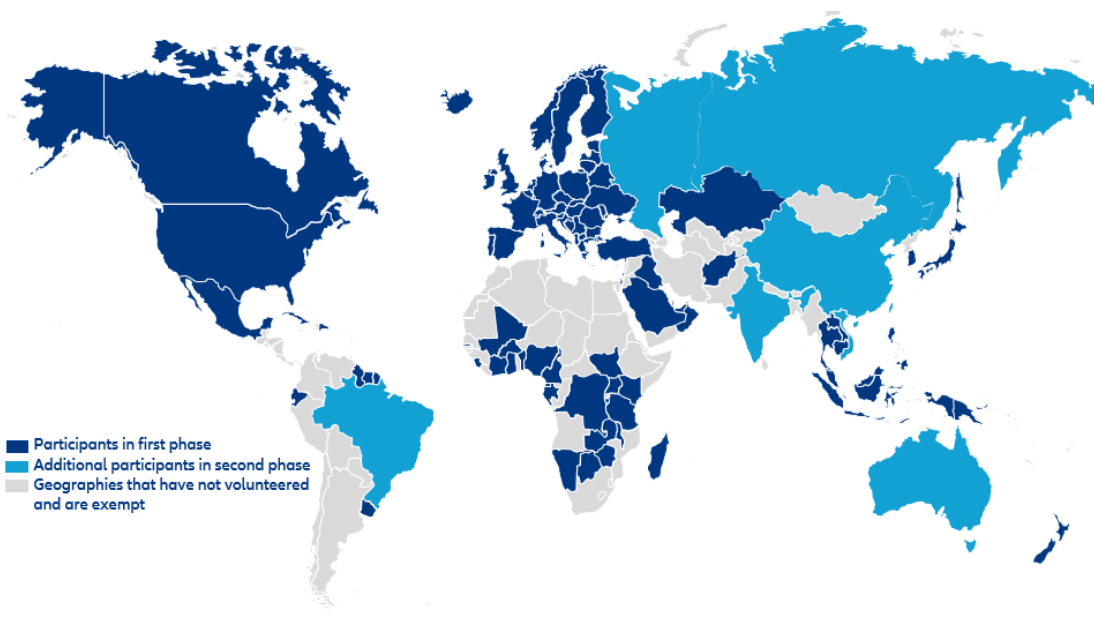 Participants in first phase
Additional participants in second phase
Geographies that have not volunteered
and are exempt